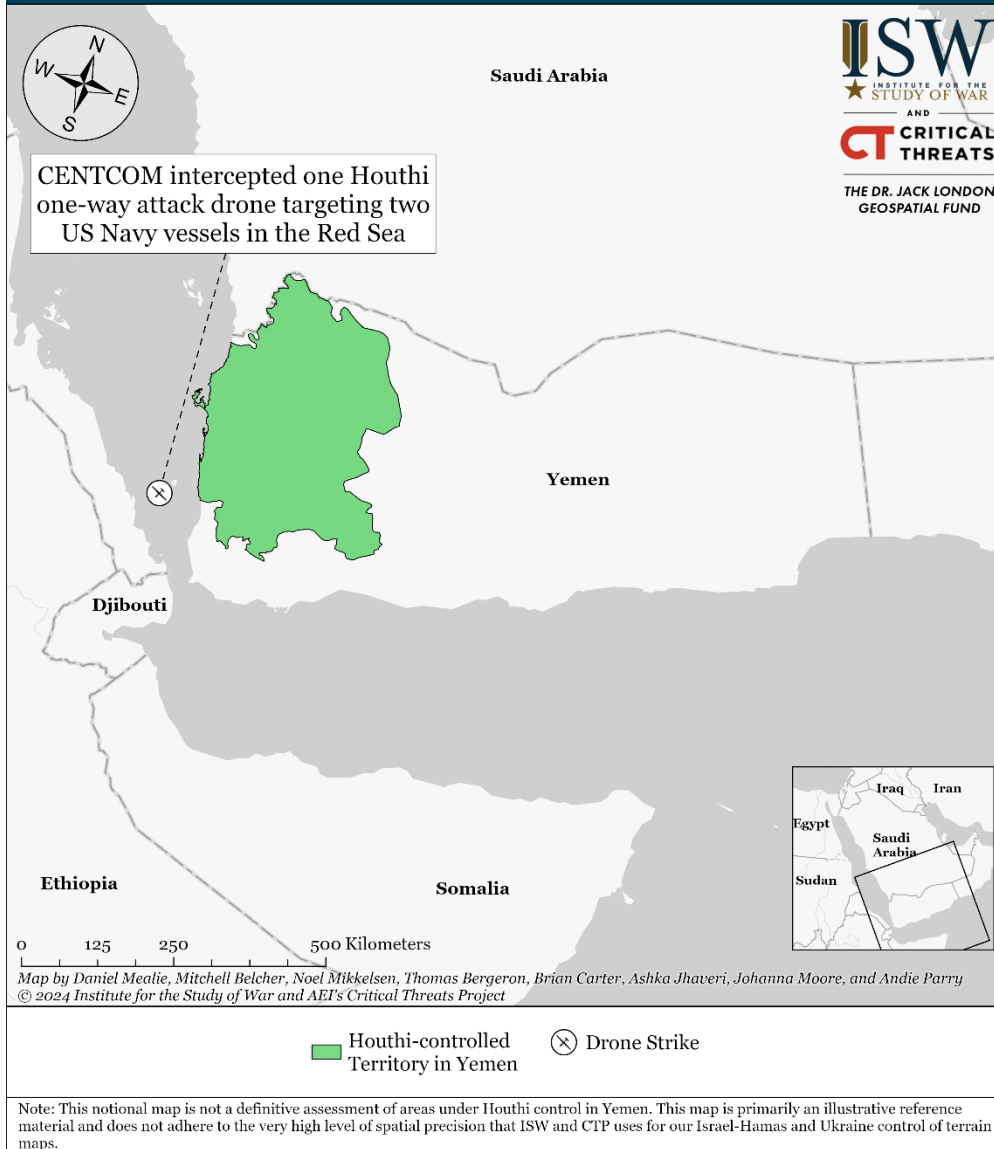 N
W
E
S
Saudi Arabia
ISW
INSTITUTE FOR THE
STUDY OF WAR
AND
CT CRITICAL
THREATS
THE DR. JACK LONDON
GEOSPATIAL FUND
CENTCOM intercepted one Houthi
one-way attack drone targeting two
US Navy vessels in the Red Sea
Yemen
Djibouti
Ethiopia
Somalia
Iraq
Iran
Egypt
Saudi
Arabia
Sudan
0 125 250 500 Kilometers
Map by Daniel Mealie, Mitchell Belcher, Noel Mikkelsen, Thomas Bergeron, Brian Carter, Ashka Jhaveri, Johanna Moore, and Andie Parry
© 2024 Institute for the Study of War and AEI's Critical Threats Project
Houthi-controlled
Territory in Yemen
Drone Strike
Note: This notional map is not a definitive assessment of areas under Houthi control in Yemen. This map is primarily an illustrative reference
material and does not adhere to the very high level of spatial precision that ISW and CTP uses for our Israel-Hamas and Ukraine control of terrain
maps.